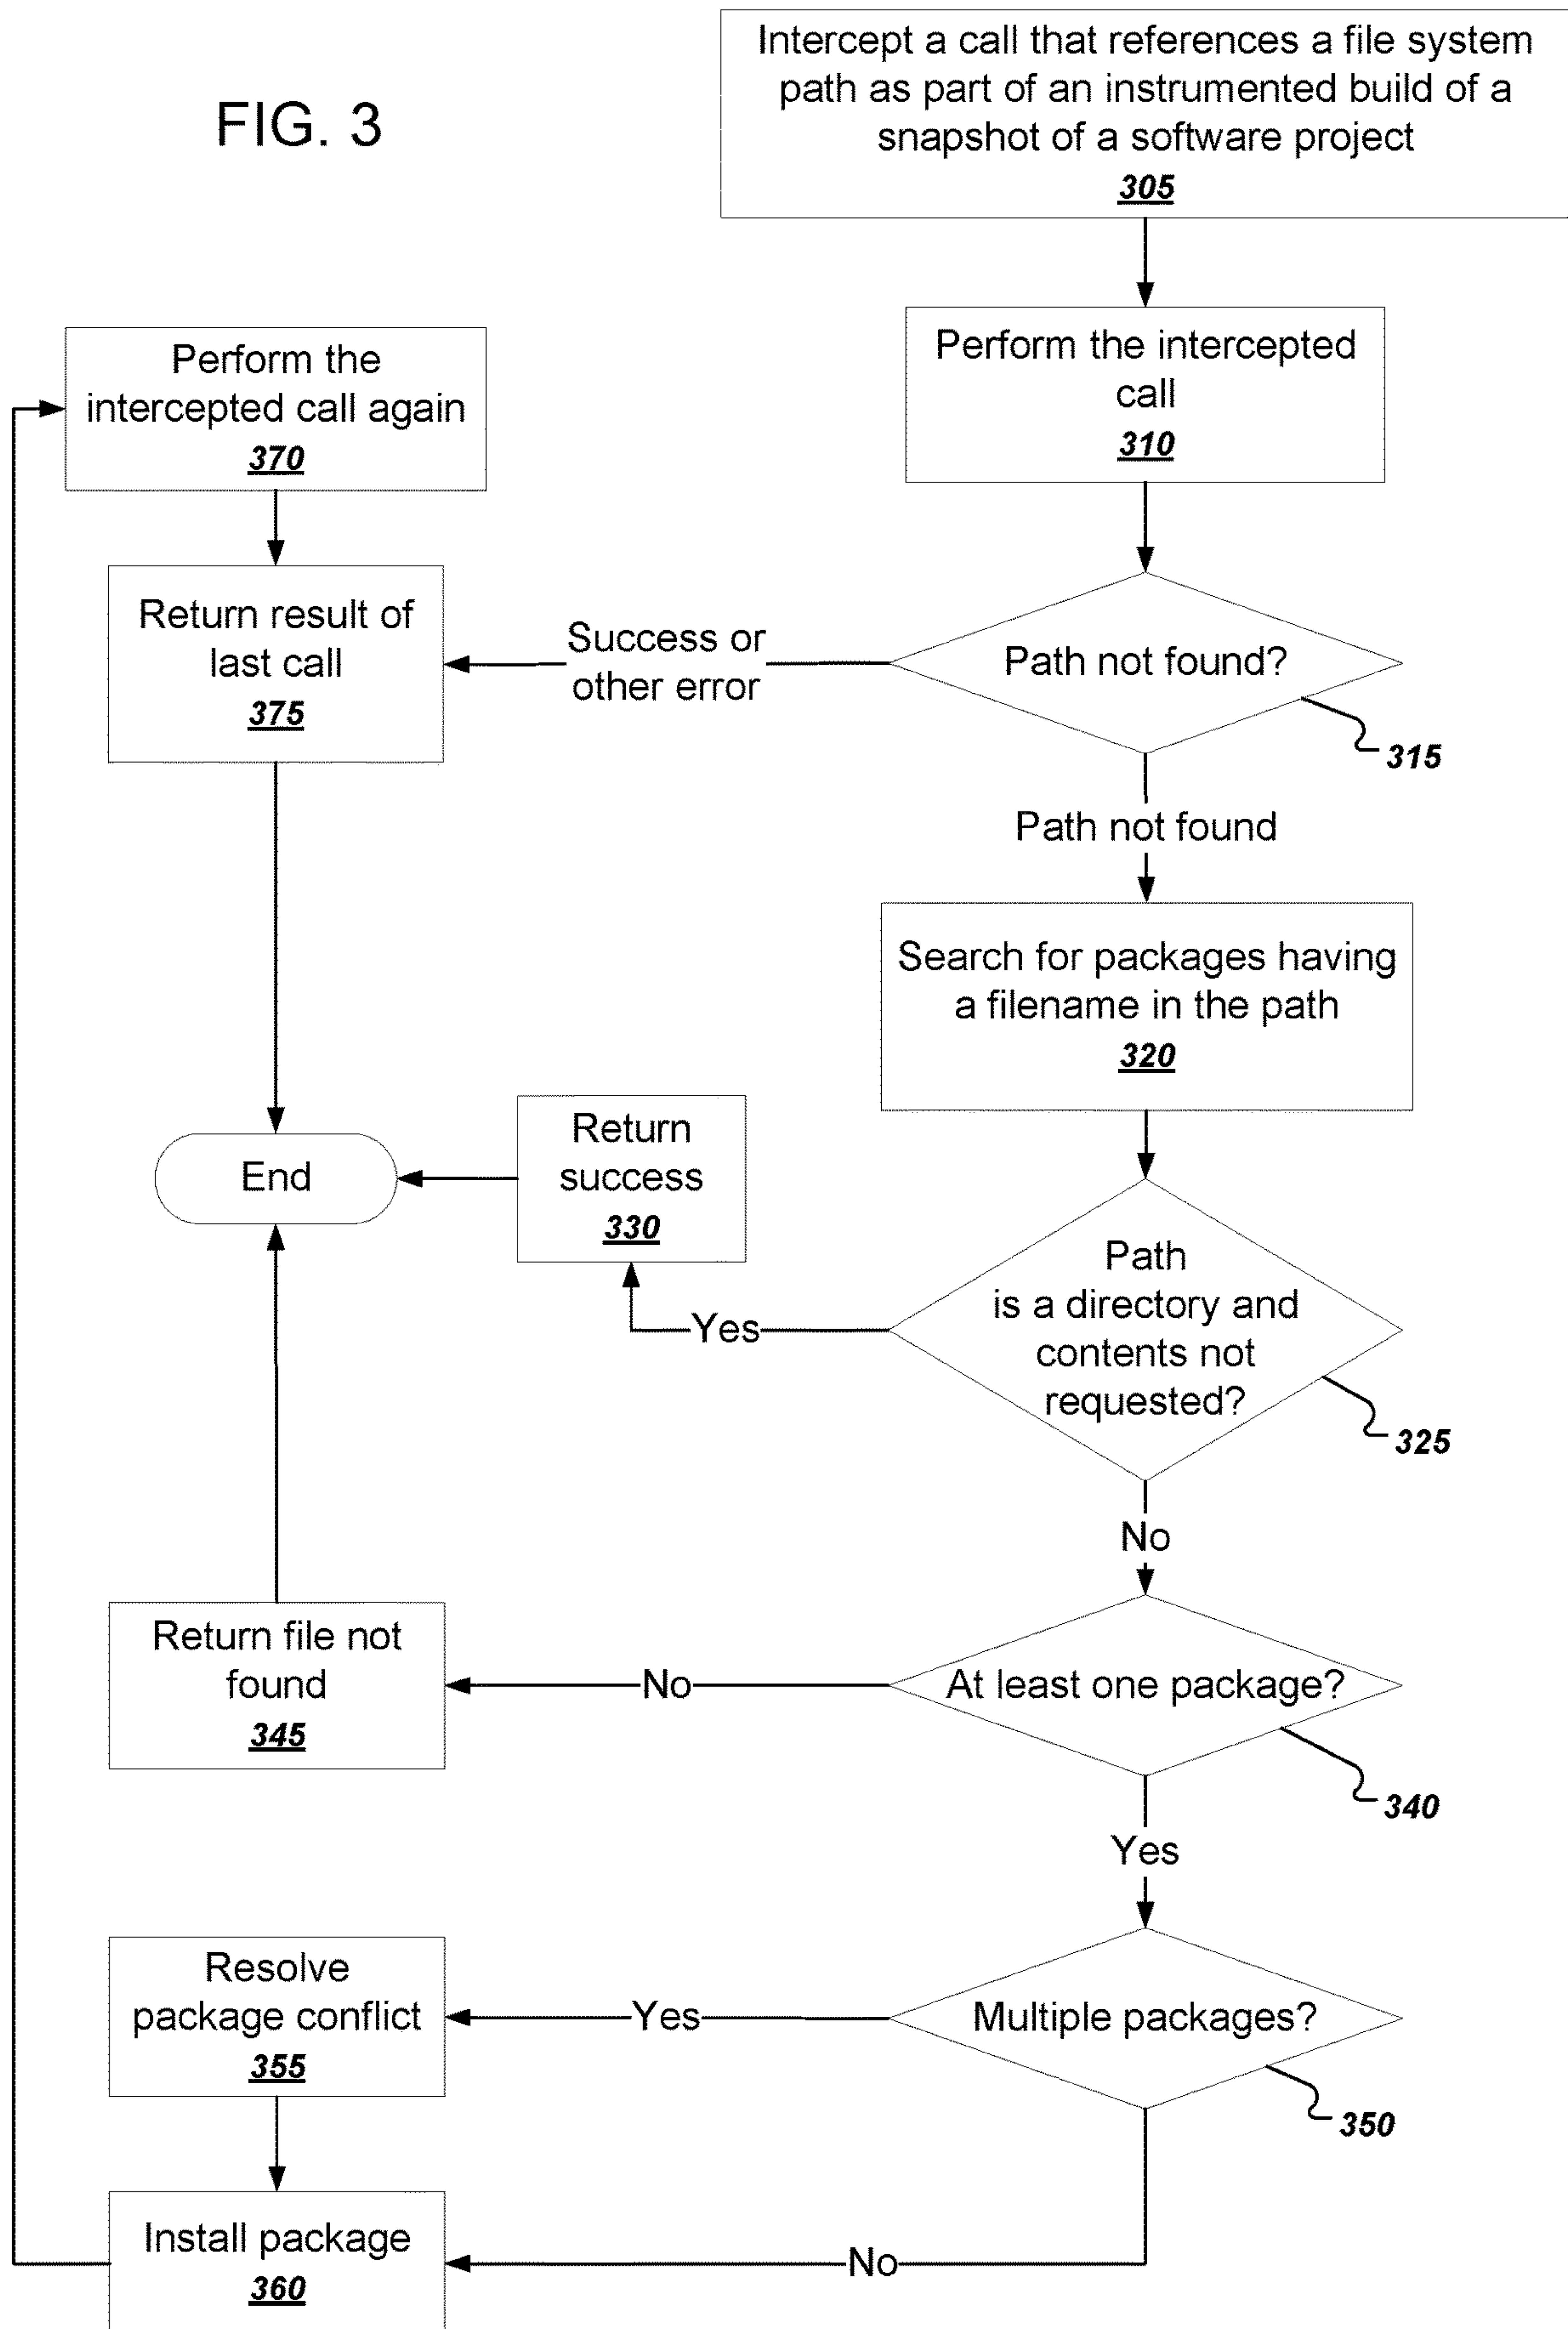 FIG. 3
Intercept a call that references a file system
path as part of an instrumented build of a
snapshot of a software project
305
Perform the intercepted
call
310
Perform the
intercepted call again
370
Return result of
last call
375
Success or
other error
Path not found?
315
Path not found
Search for packages having
a filename in the path
320
Return
success
330
End
Path
is a directory and
contents not
requested?
325
Yes
No
Return file not
found
345
No
At least one package?
340
Yes
Resolve
package conflict
355
Yes
Multiple packages?
350
Install package
360
No